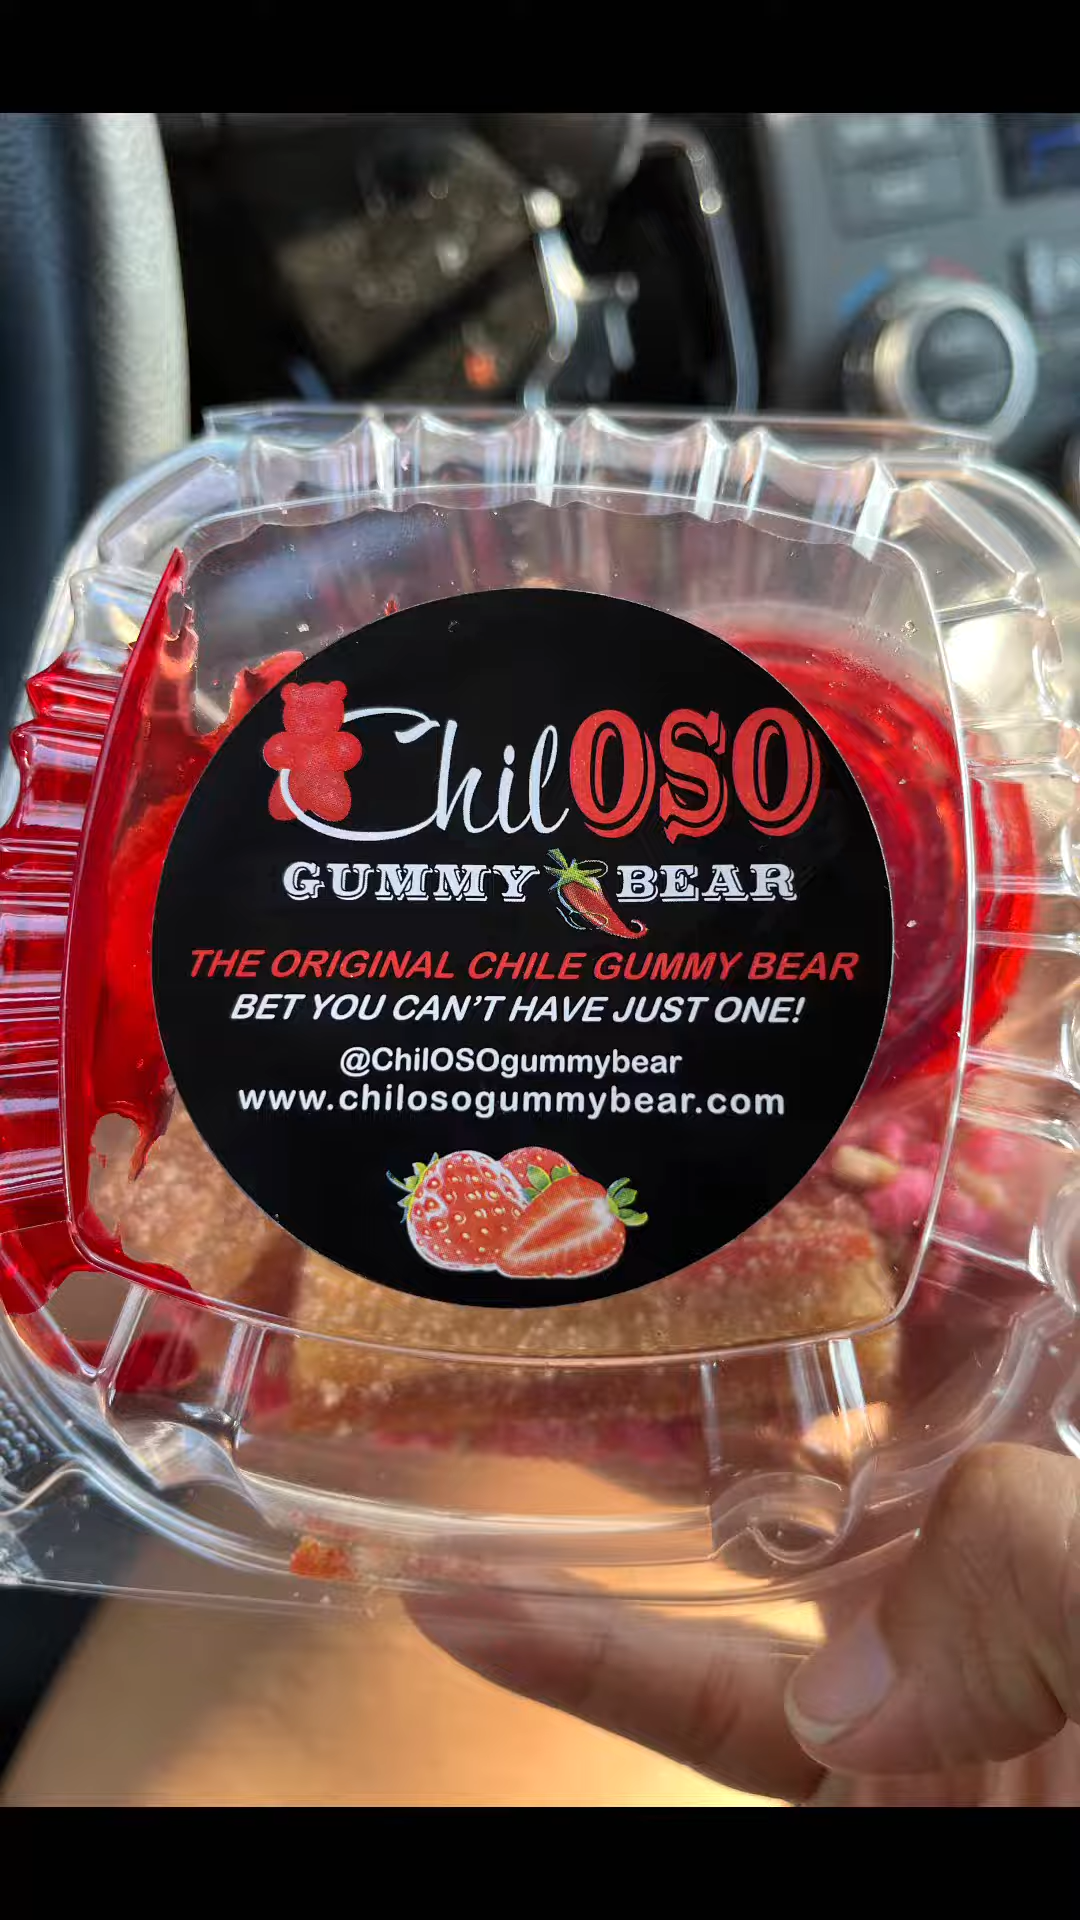 ChilOSO
GUMMY BEAR
THE ORIGINAL CHILE GUMMY BEAR
BET YOU CAN'T HAVE JUST ONE!
@ChilOSOgummybear
www.chilosogummybear.com